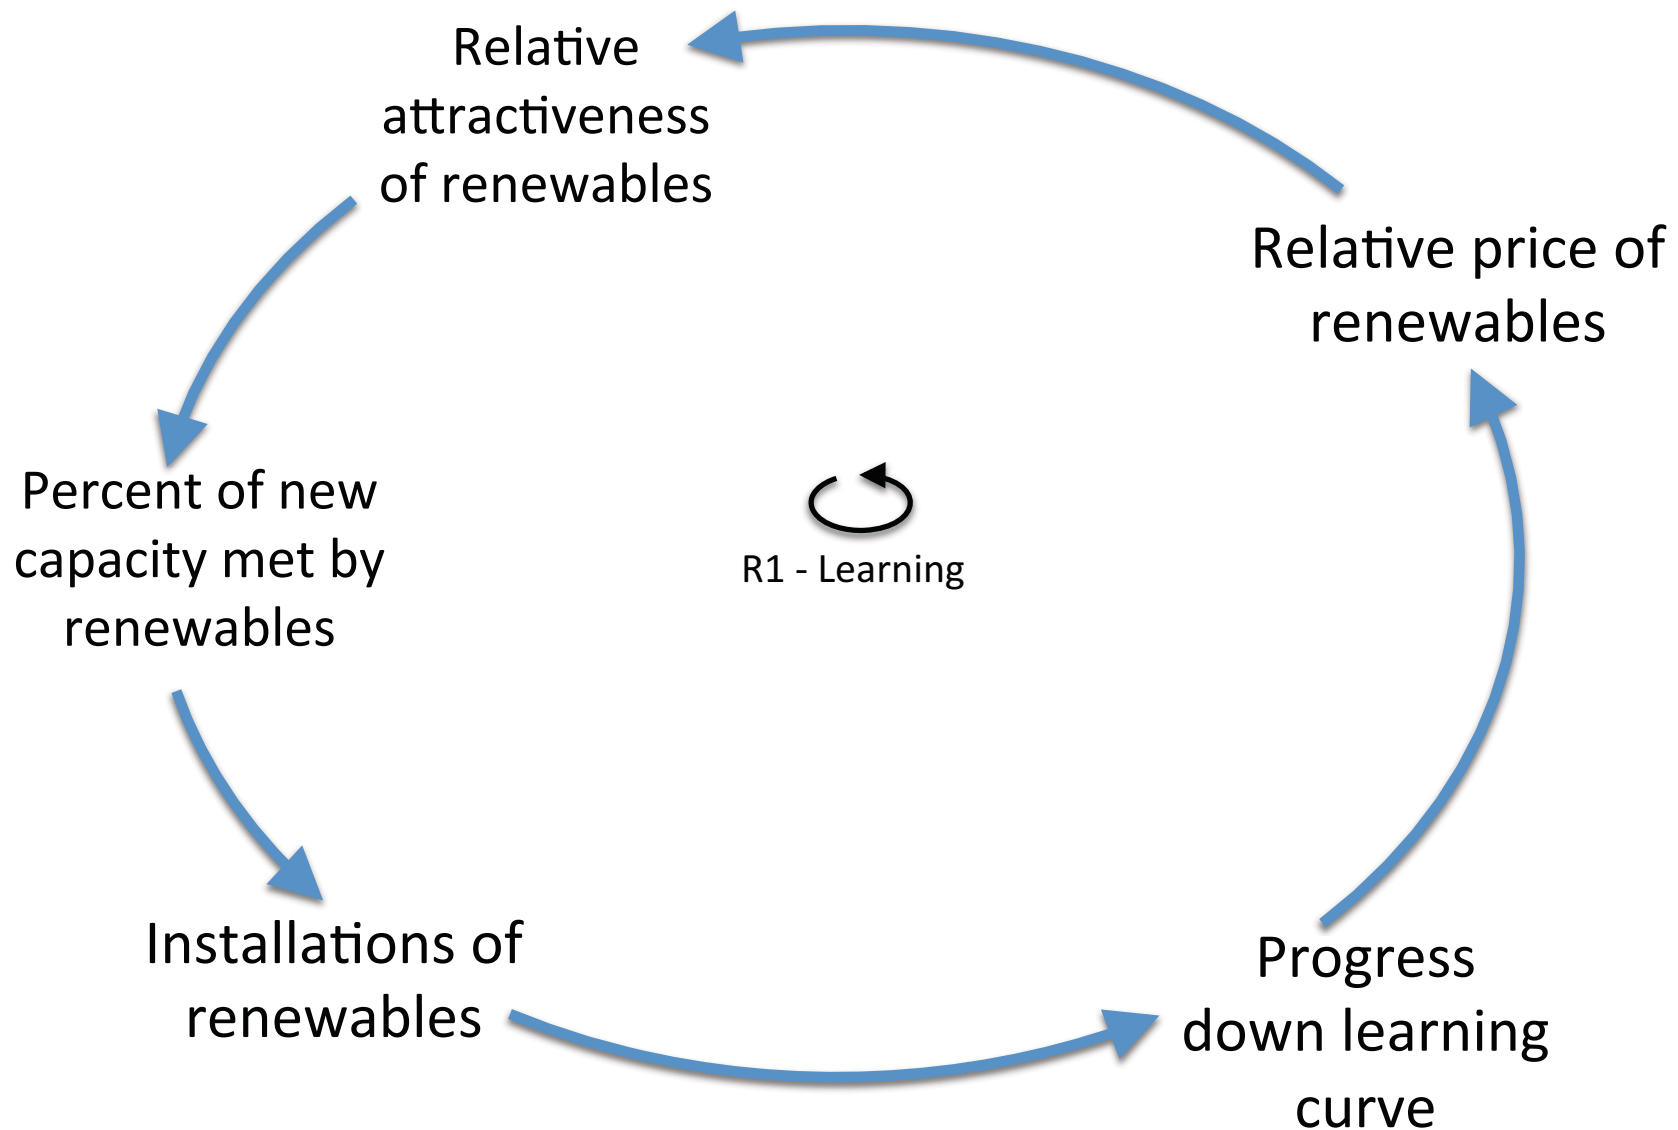 Relative
attractiveness
of renewables
Relative price of
renewables
Percent of new
capacity met by
renewables
R1 - Learning
Installations of
renewables
Progress
down learning
curve